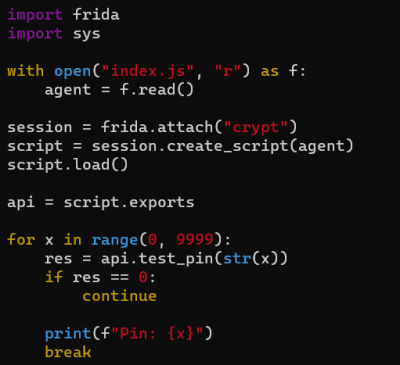 import frida
import sys

with open("index.js", "r") as f:
    agent = f.read()

session = frida.attach("crypt")
script = session.create_script(agent)
script.load()

api = script.exports

for x in range(0, 9999):
    res = api.test_pin(str(x))
    if res == 0:
        continue

    print(f"Pin: {x}")
    break